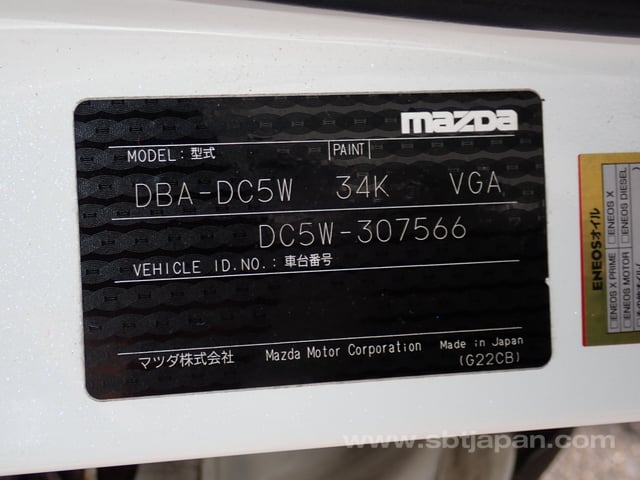 mazda
MODEL: 型式 PAINT
DBA-DC5W 34K VGA
DC5W-307566
VEHICLE ID.NO.: 車台番号
マツダ株式会社 Mazda Motor Corporation Made in Japan
(G22CB)
ENEOSオイル
ENEOS X PRIME ENEOS X
ENEOS MOTOR ENEOS DIESEL
www.sbtjapan.com